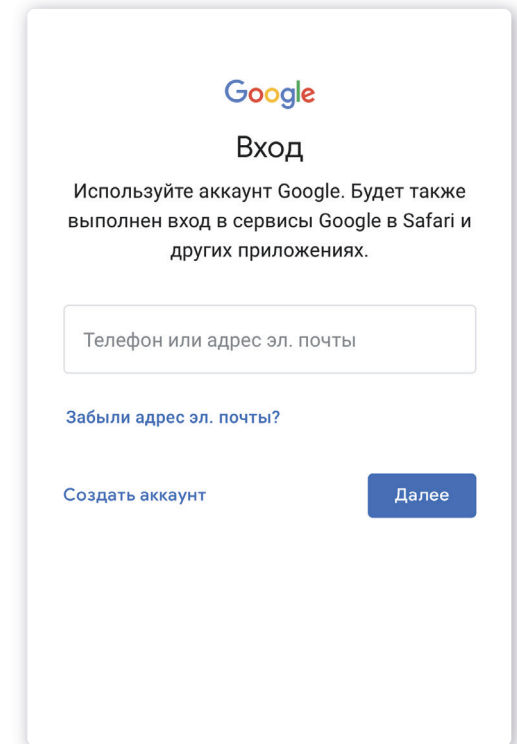 Google
Вход
Используйте аккаунт Google. Будет также
выполнен вход в сервисы Google в Safari и
других приложениях.
Телефон или адрес эл. почты
Забыли адрес эл. почты?
Создать аккаунт
Далее